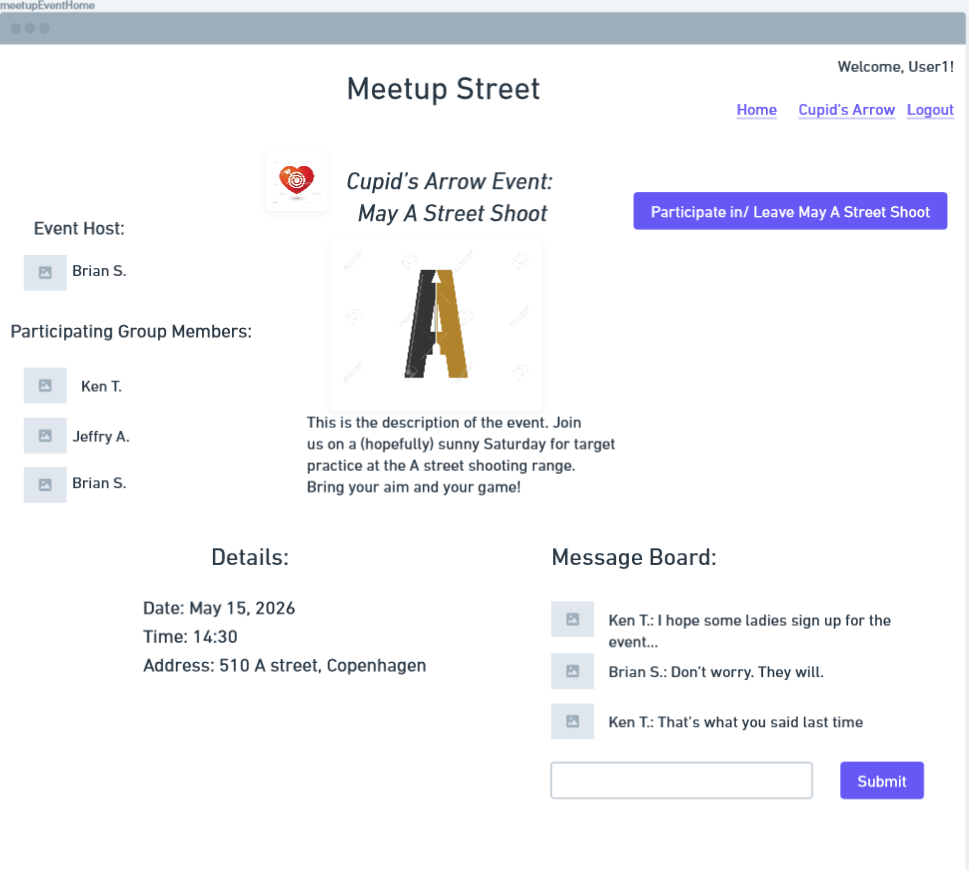 meetupEventHome
Welcome, User1!
Meetup Street
Home Cupid's Arrow Logout
Cupid's Arrow Event:
May A Street Shoot
Participate in/ Leave May A Street Shoot
Event Host:
Brian S.
Participating Group Members:
Ken T.
Jeffry A.
Brian S.
A
This is the description of the event. Join
us on a (hopefully) sunny Saturday for target
practice at the A street shooting range.
Bring your aim and your game!
Details:
Date: May 15, 2026
Time: 14:30
Address: 510 A street, Copenhagen
Message Board:
Ken T.: I hope some ladies sign up for the
event...
Brian S.: Don't worry. They will.
Ken T.: That's what you said last time
Submit